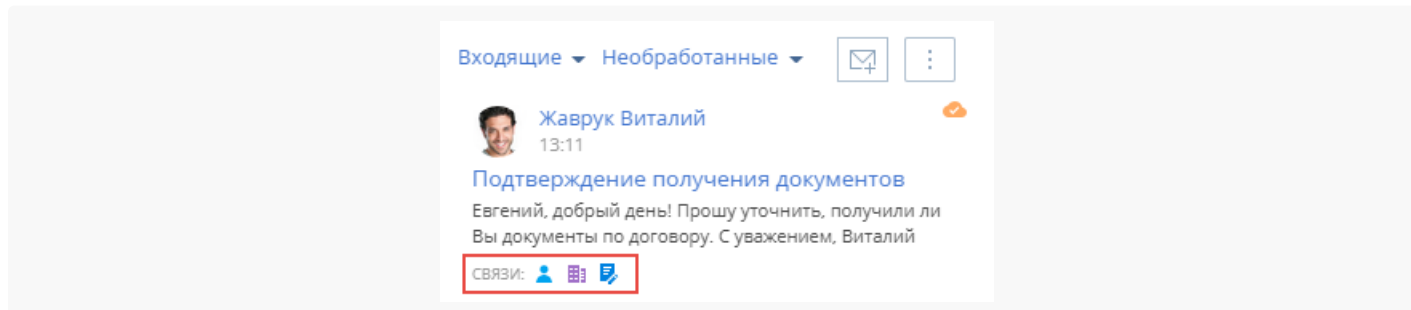 Входящие Необработанные
Жаврук Виталий
13:11
Подтверждение получения документов
Евгений, добрый день! Прошу уточнить, получили ли
Вы документы по договору. С уважением, Виталий
СВЯЗИ: